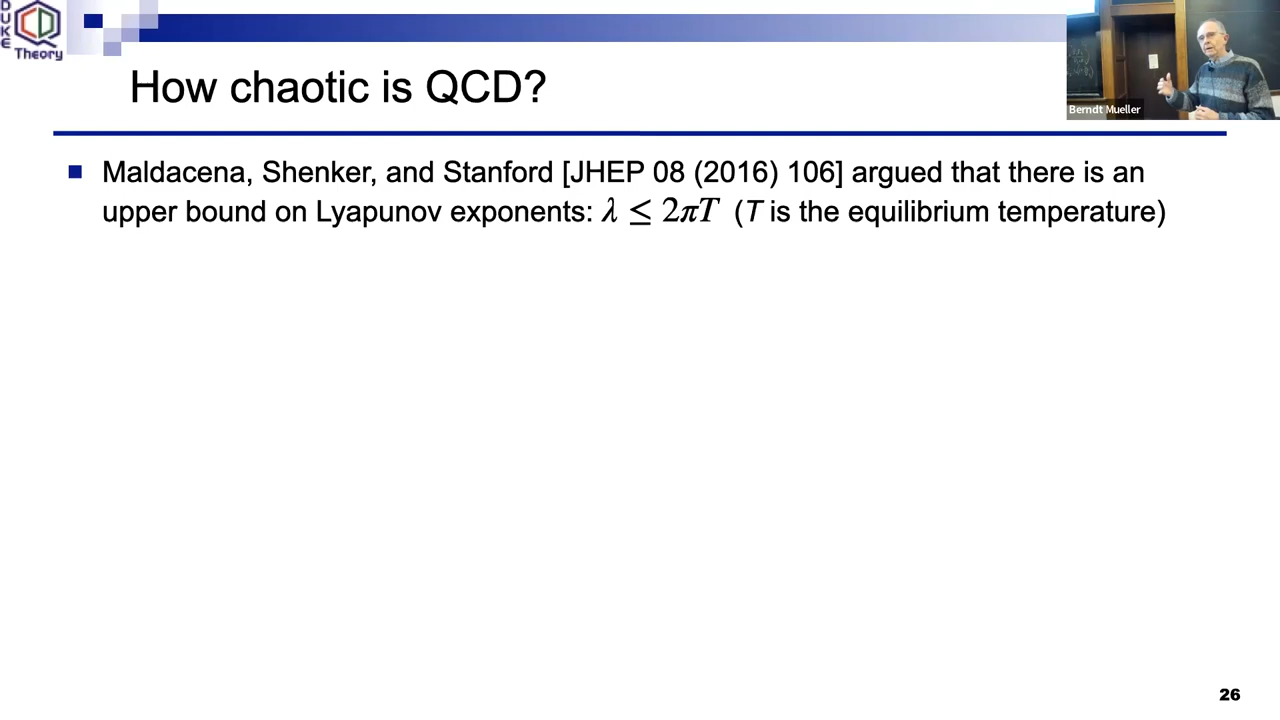 DUKE
Theory
How chaotic is QCD?
Berndt Mueller
Maldacena, Shenker, and Stanford [JHEP 08 (2016) 106] argued that there is an
upper bound on Lyapunov exponents: λ ≤ 2πT (T is the equilibrium temperature)
26